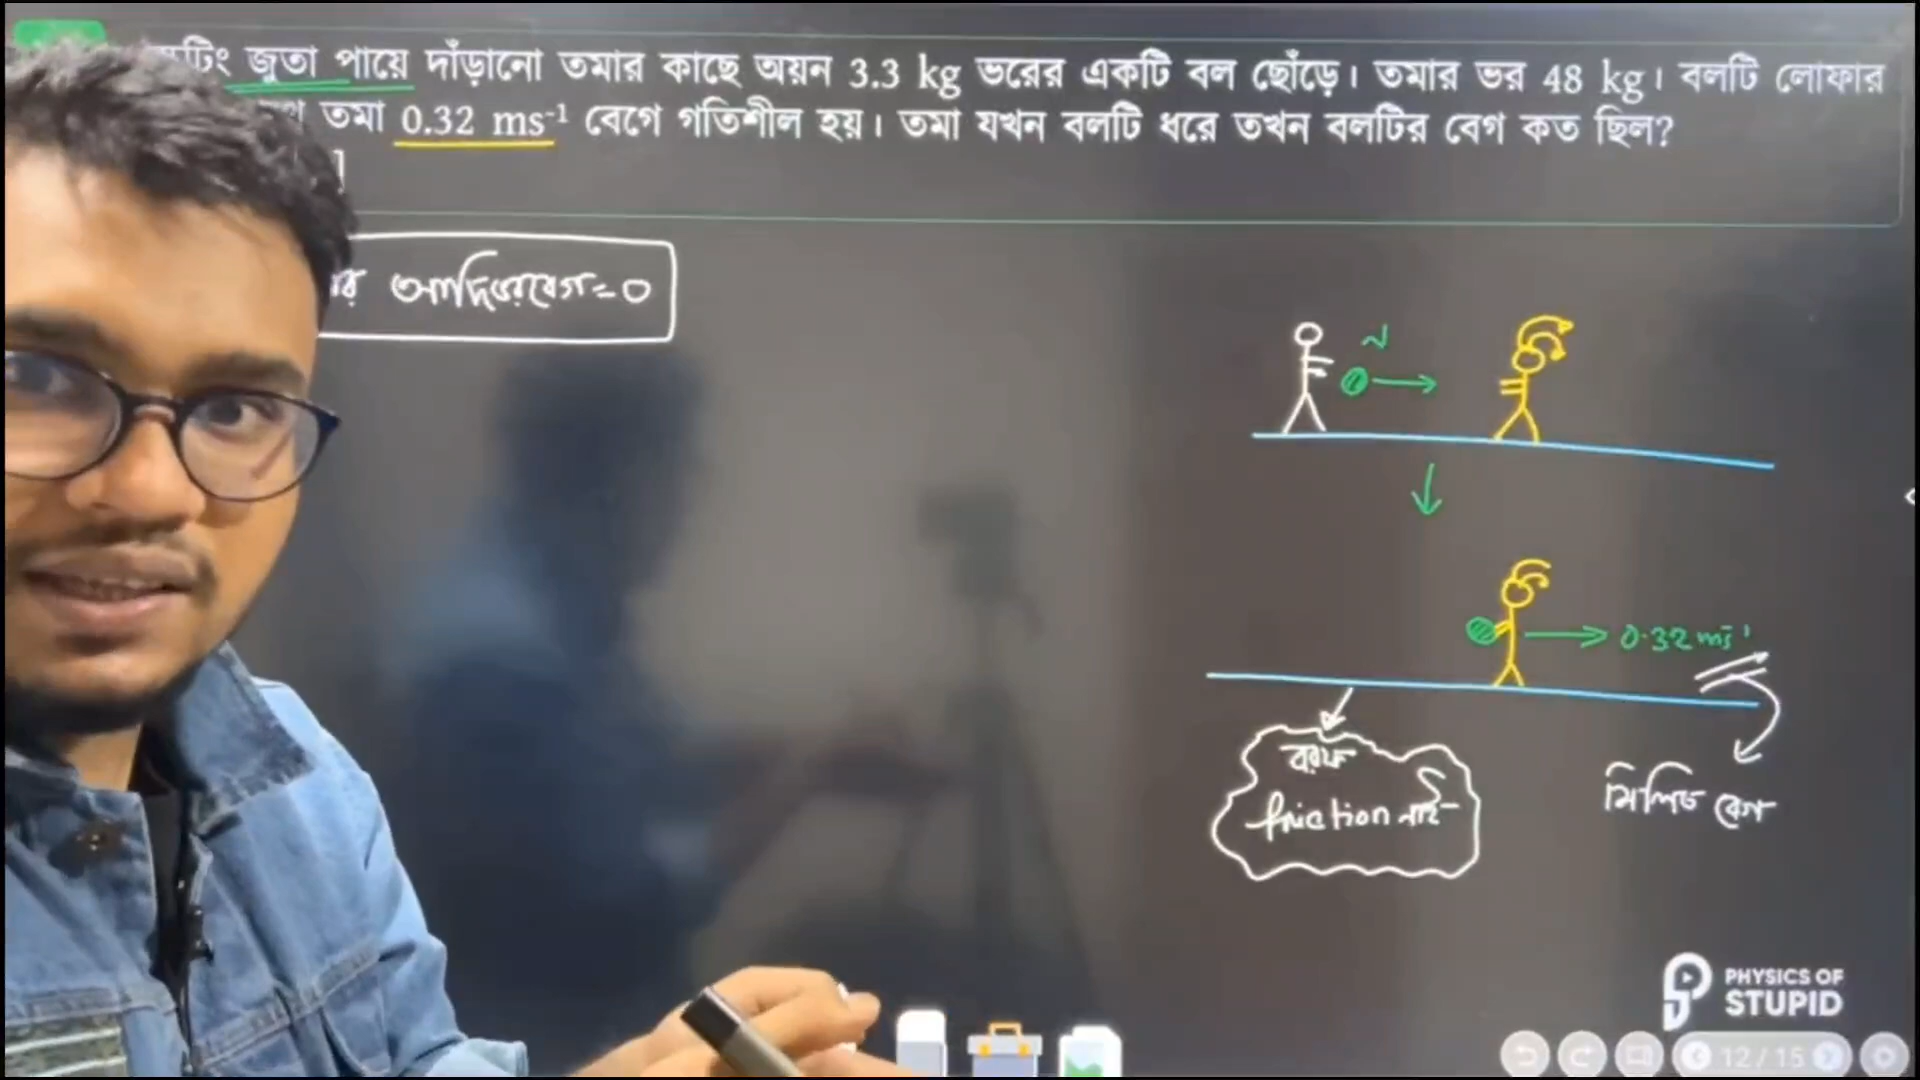 জুতা পায়ে দাঁড়ানো তমার কাছে অয়ন 3.3 kg ভরের একটি বল ছোঁড়ে। তমার ভর 48 kg। বলটি লোফার
তমা 0.32 ms⁻¹ বেগে গতিশীল হয়। তমা যখন বলটি ধরে তখন বলটির বেগ কত ছিল?
]
আদিবেগ = 0
0.32 ms⁻¹
বরফ
friction নাই
মিলিত বেগ
PHYSICS OF
STUPID
12 / 15